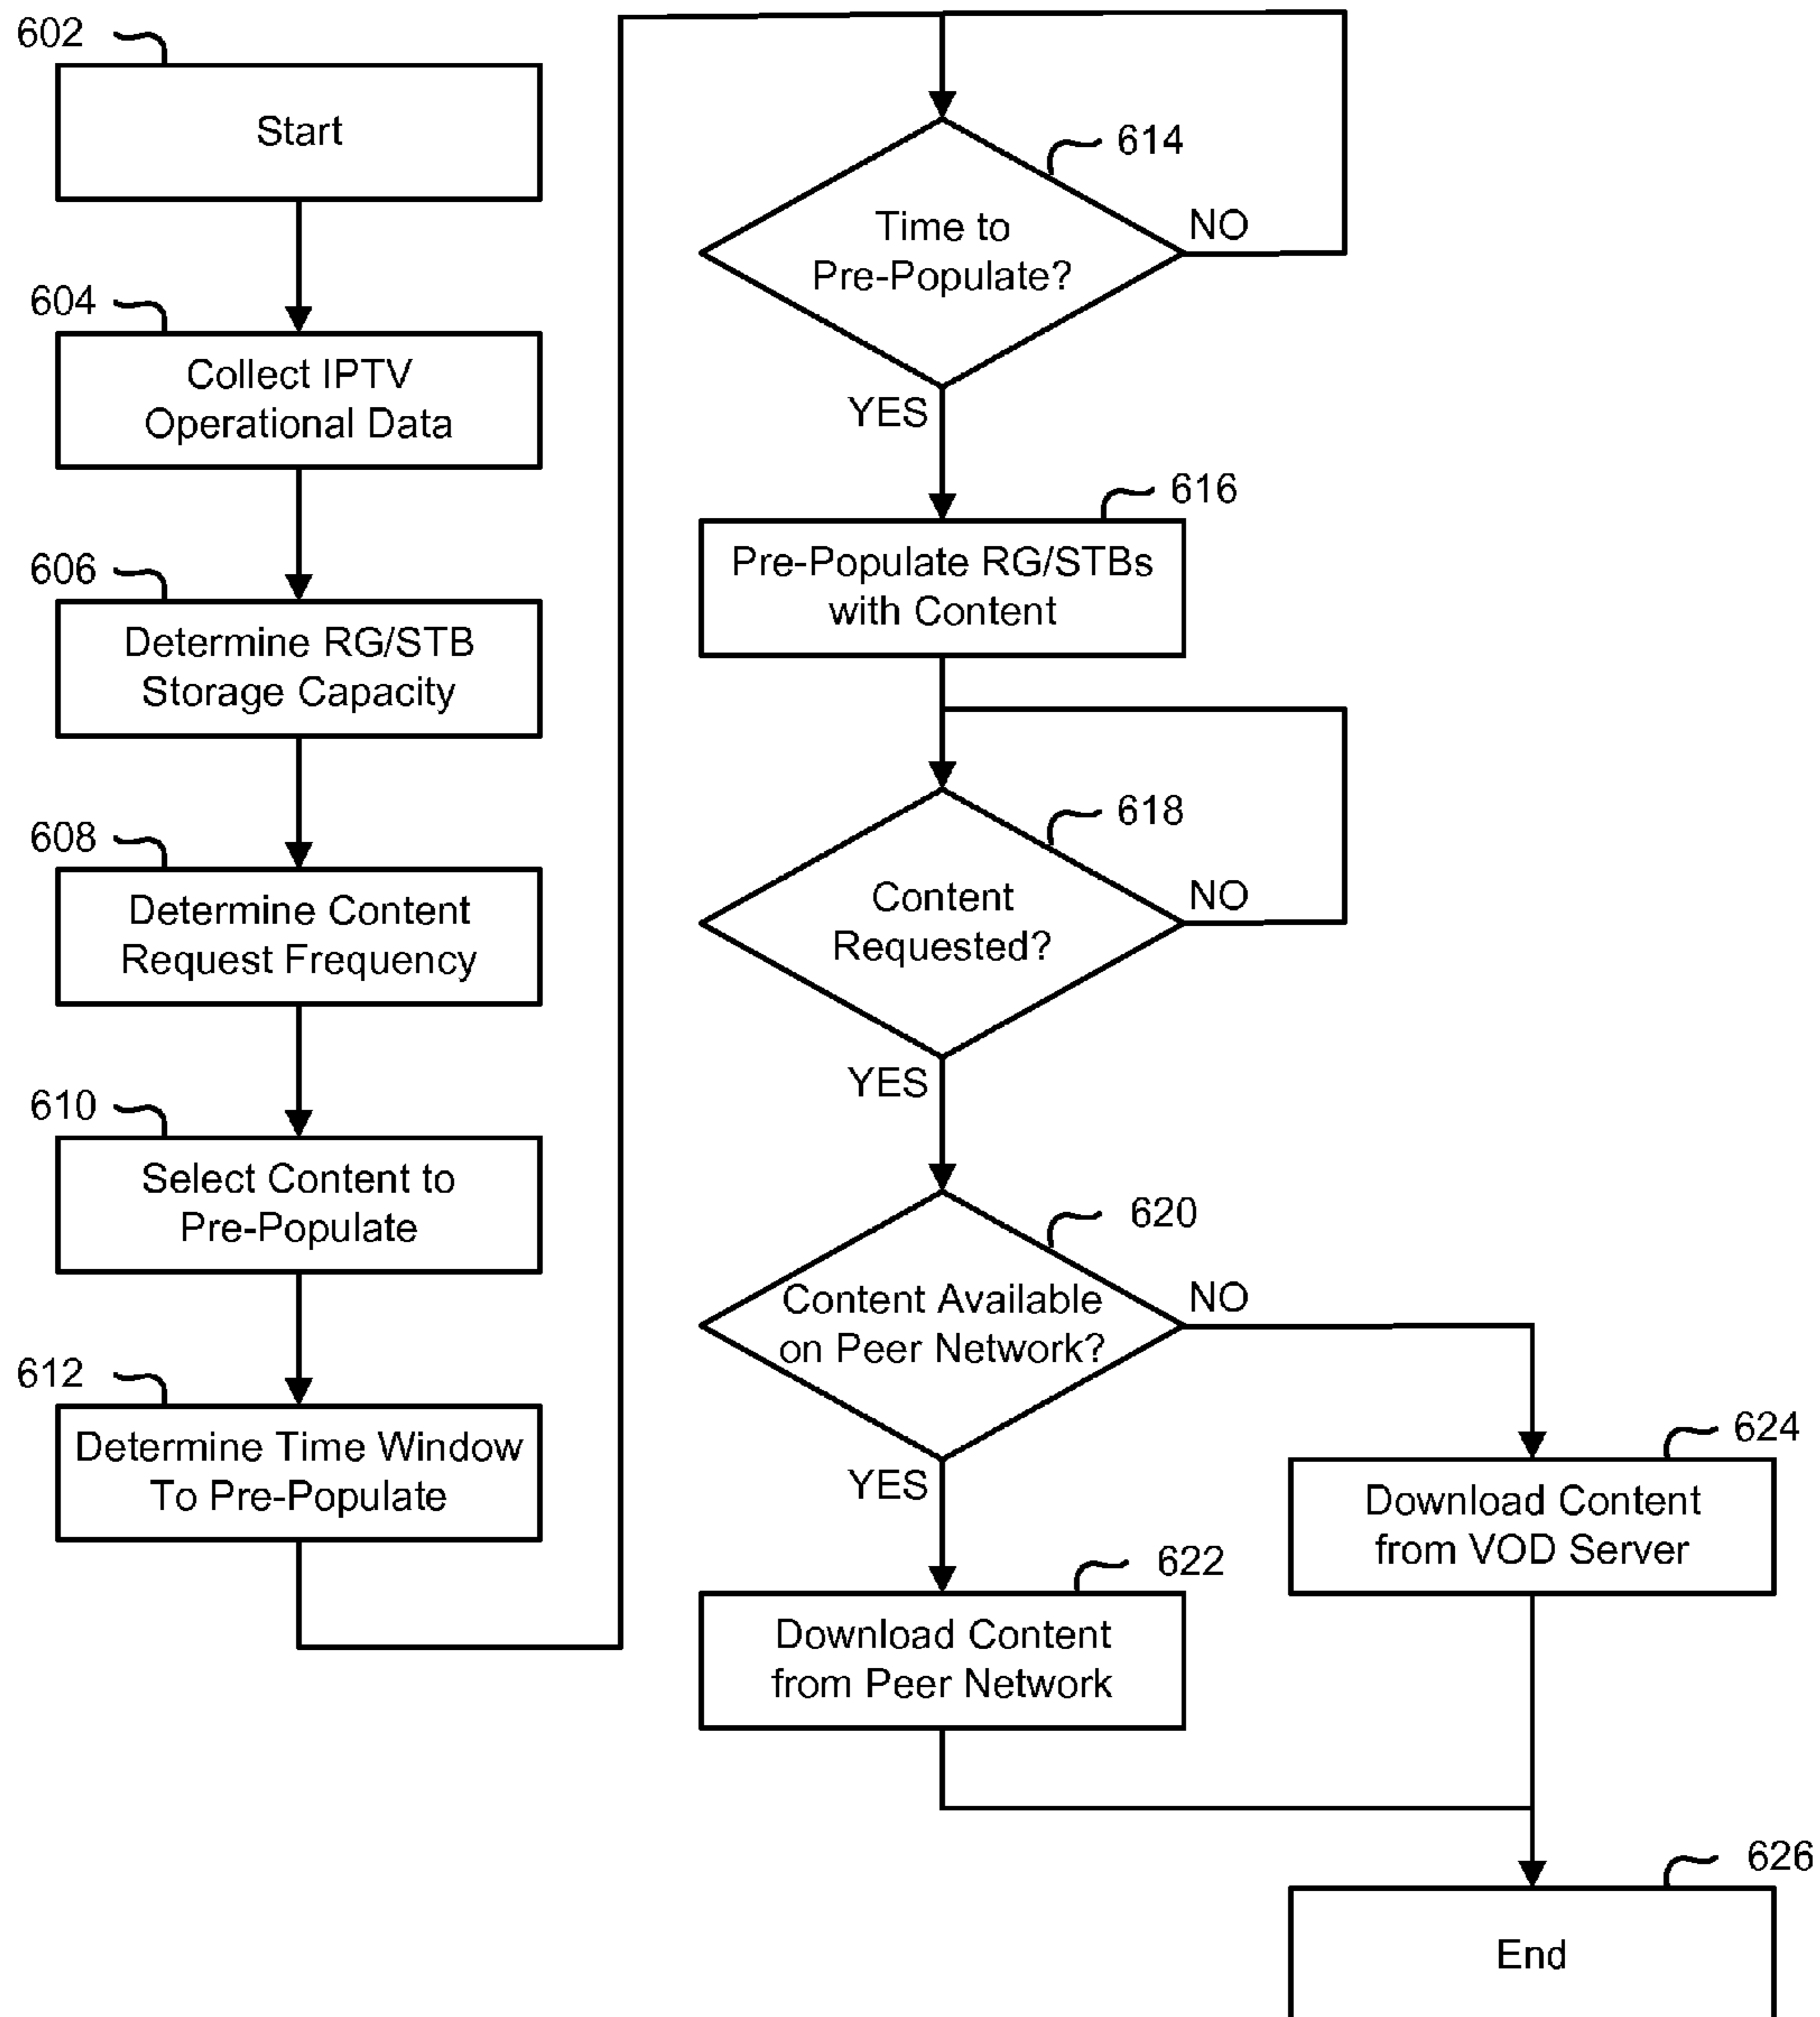 602
Start
604
Collect IPTV
Operational Data
606
Determine RG/STB
Storage Capacity
608
Determine Content
Request Frequency
610
Select Content to
Pre-Populate
612
Determine Time Window
To Pre-Populate
614
Time to
Pre-Populate?
NO
YES
616
Pre-Populate RG/STBs
with Content
618
Content
Requested?
NO
YES
620
Content Available
on Peer Network?
NO
YES
622
Download Content
from Peer Network
624
Download Content
from VOD Server
626
End